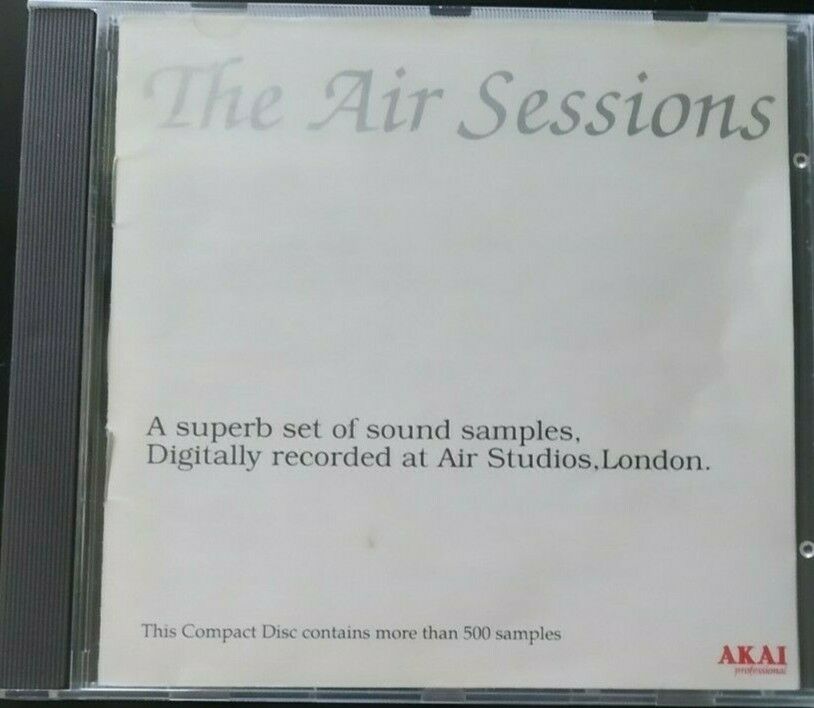 The Air Sessions
A superb set of sound samples,
Digitally recorded at Air Studios,London.
This Compact Disc contains more than 500 samples
AKAI
professional